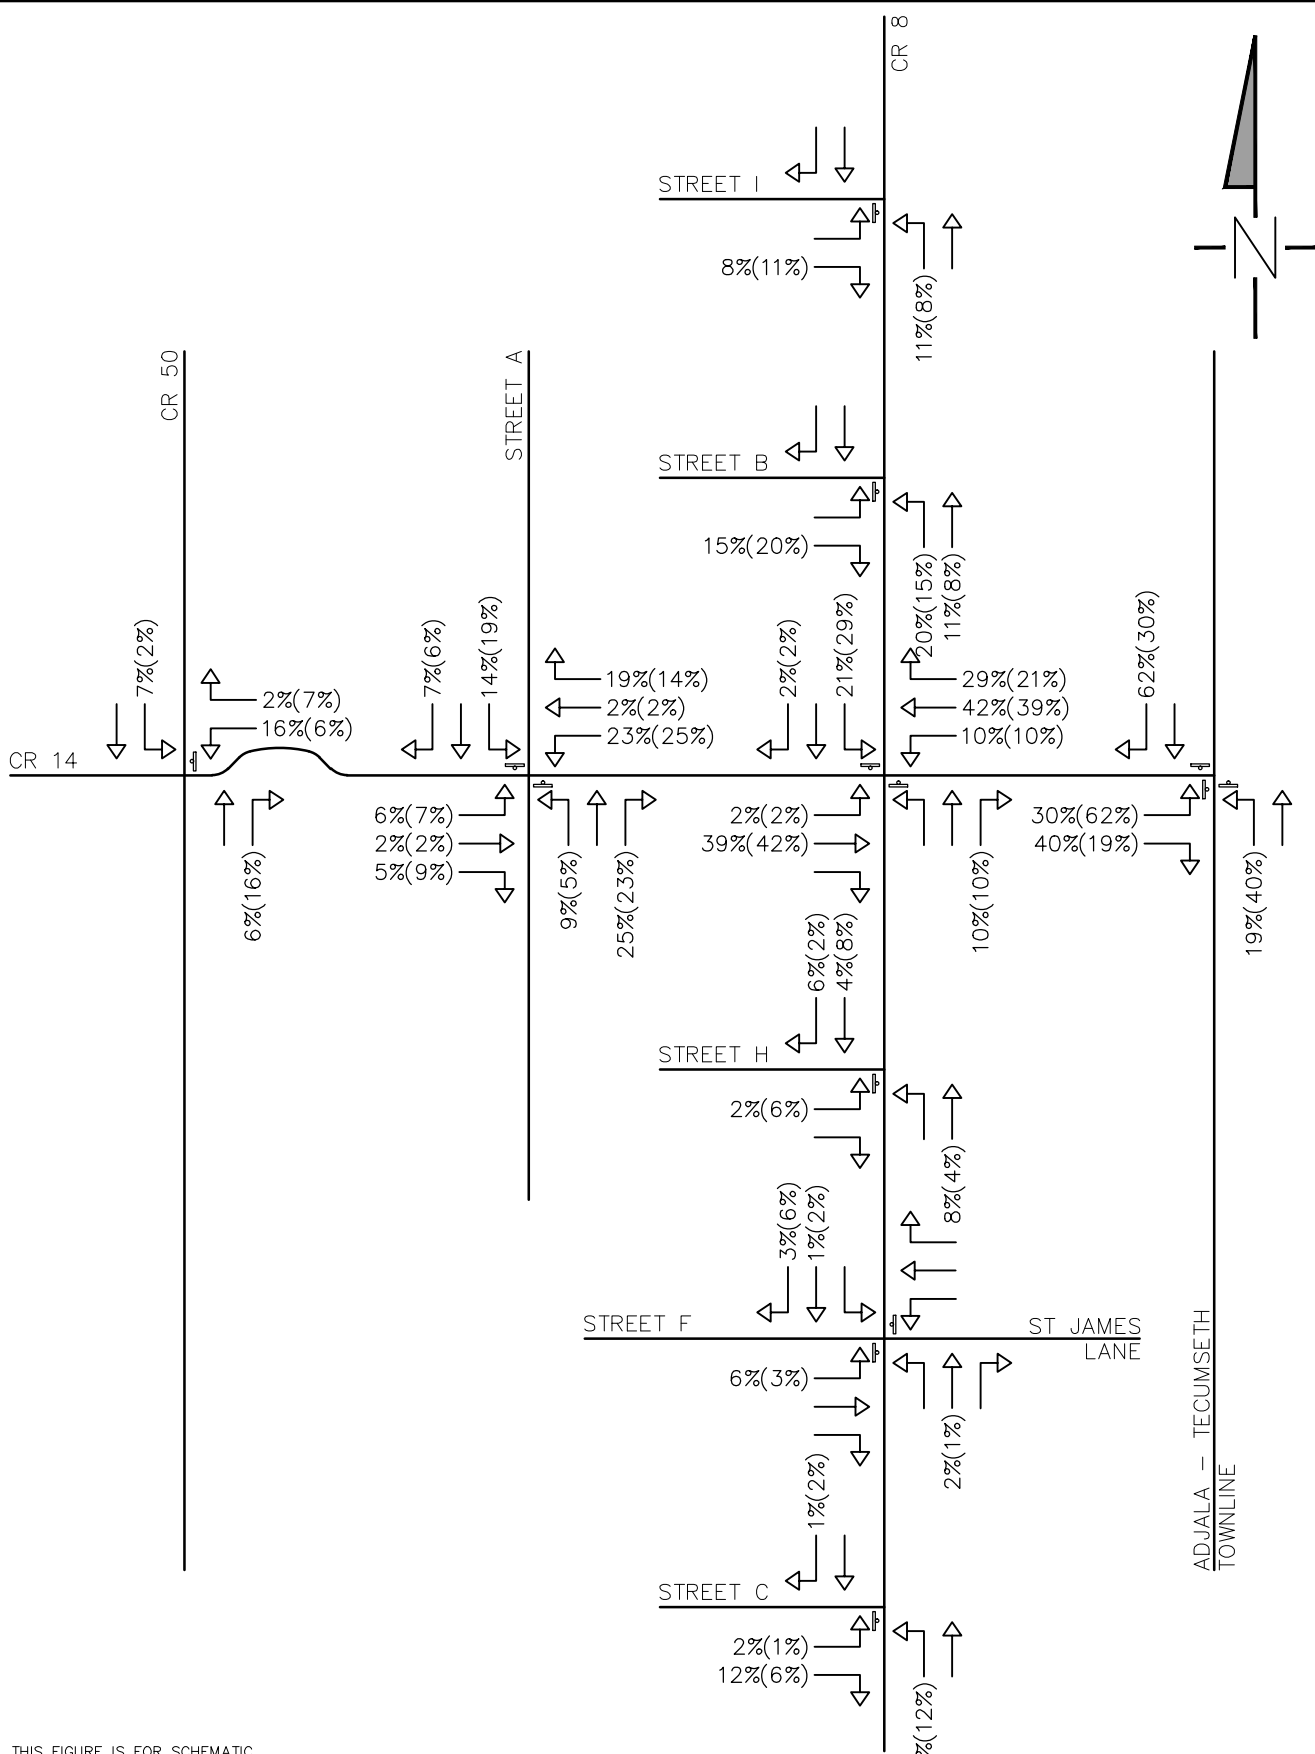 CR 8
STREET I
8%(11%)
11%(8%)
N
CR 50
STREET A
STREET B
15%(20%)
20%(15%)
11%(8%)
7%(2%)
2%(7%)
16%(6%)
7%(6%)
14%(19%)
19%(14%)
2%(2%)
23%(25%)
2%(2%)
21%(29%)
29%(21%)
42%(39%)
10%(10%)
62%(30%)
CR 14
6%(16%)
6%(7%)
2%(2%)
5%(9%)
9%(5%)
25%(23%)
2%(2%)
39%(42%)
10%(10%)
30%(62%)
40%(19%)
19%(40%)
6%(2%)
4%(8%)
STREET H
2%(6%)
8%(4%)
3%(6%)
1%(2%)
STREET F
ST JAMES
LANE
6%(3%)
2%(1%)
ADJALA - TECUMSETH
TOWNLINE
1%(2%)
STREET C
2%(1%)
12%(6%)
%(12%)
THIS FIGURE IS FOR SCHEMATIC